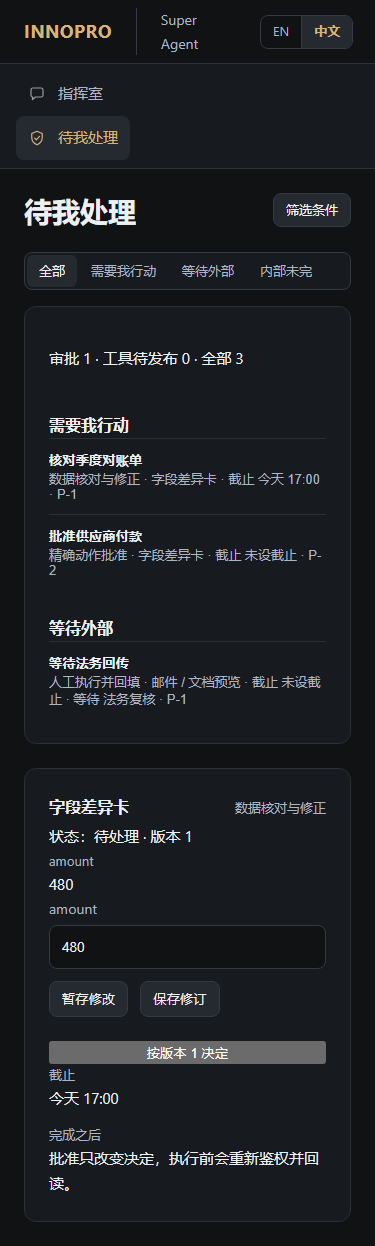 INNOPRO
Super
Agent
EN
中文
指挥室
待我处理
待我处理
筛选条件
全部
需要我行动
等待外部
内部未完
审批 1 · 工具待发布 0 · 全部 3
需要我行动
核对季度对账单
数据核对与修正 · 字段差异卡 · 截止 今天 17:00
· P-1
批准供应商付款
精确动作批准 · 字段差异卡 · 截止 未设截止 · P-
2
等待外部
等待法务回传
人工执行并回填 · 邮件 / 文档预览 · 截止 未设截
止 · 等待 法务复核 · P-1
字段差异卡
数据核对与修正
状态：待处理 · 版本 1
amount
480
amount
480
暂存修改
保存修订
按版本 1 决定
截止
今天 17:00
完成之后
批准只改变决定，执行前会重新鉴权并回
读。